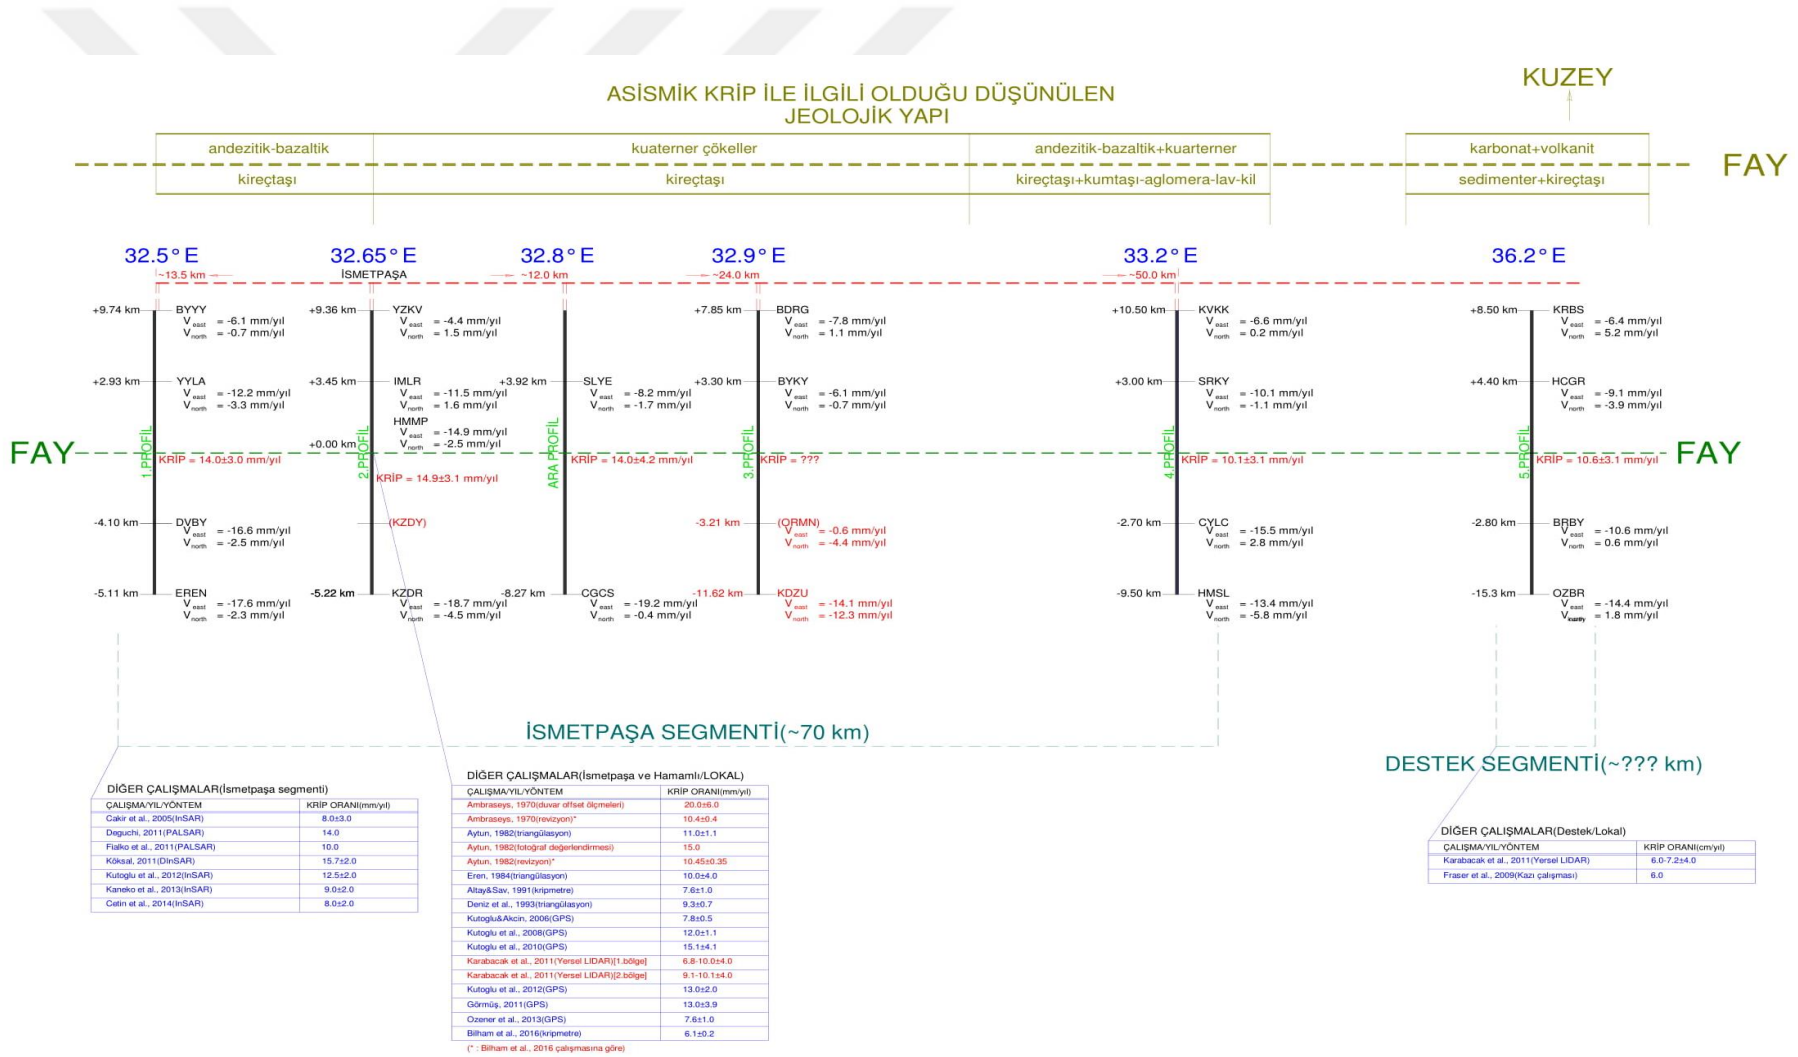 KUZEY
ASİSMİK KRİP İLE İLGİLİ OLDUĞU DÜŞÜNÜLEN
JEOLOJİK YAPI
andezitik-bazaltik kuaterner çökeller andezitik-bazaltik+kuarterner karbonat+volkanit
FAY
kireçtaşı kireçtaşı kireçtaşı+kumtaşı-aglomera-lav-kil sedimenter+kireçtaşı
32.5°E 32.65°E 32.8°E 32.9°E 33.2°E 36.2°E
~13.5 km İSMETPAŞA ~12.0 km ~24.0 km ~50.0 km
+9.74 km BYYY
V east = -6.1 mm/yıl
V north = -0.7 mm/yıl
+2.93 km YYLA
V east = -12.2 mm/yıl
V north = -3.3 mm/yıl
1.PROFİL
KRİP = 14.0±3.0 mm/yıl
-4.10 km DVBY
V east = -16.6 mm/yıl
V north = -2.5 mm/yıl
-5.11 km EREN
V east = -17.6 mm/yıl
V north = -2.3 mm/yıl
+9.36 km YZKV
V east = -4.4 mm/yıl
V north = 1.5 mm/yıl
+3.45 km IMLR
V east = -11.5 mm/yıl
V north = 1.6 mm/yıl
HMMP
V east = -14.9 mm/yıl
+0.00 km V north = -2.5 mm/yıl
2.PROFİL
KRİP = 14.9±3.1 mm/yıl
(KZDY)
-5.22 km KZDR
V east = -18.7 mm/yıl
V north = -4.5 mm/yıl
+3.92 km SLYE
V east = -8.2 mm/yıl
V north = -1.7 mm/yıl
ARA PROFİL
KRİP = 14.0±4.2 mm/yıl
-8.27 km CGCS
V east = -19.2 mm/yıl
V north = -0.4 mm/yıl
+7.85 km BDRG
V east = -7.8 mm/yıl
V north = 1.1 mm/yıl
+3.30 km BYKY
V east = -6.1 mm/yıl
V north = -0.7 mm/yıl
3.PROFİL
KRİP = ???
-3.21 km (ORMN)
V east = -0.6 mm/yıl
V north = -4.4 mm/yıl
-11.62 km KDZU
V east = -14.1 mm/yıl
V north = -12.3 mm/yıl
+10.50 km KVKK
V east = -6.6 mm/yıl
V north = 0.2 mm/yıl
+3.00 km SRKY
V east = -10.1 mm/yıl
V north = -1.1 mm/yıl
4.PROFİL
KRİP = 10.1±3.1 mm/yıl
-2.70 km CYLC
V east = -15.5 mm/yıl
V north = 2.8 mm/yıl
-9.50 km HMSL
V east = -13.4 mm/yıl
V north = -5.8 mm/yıl
+8.50 km KRBS
V east = -6.4 mm/yıl
V north = 5.2 mm/yıl
+4.40 km HCGR
V east = -9.1 mm/yıl
V north = -3.9 mm/yıl
5.PROFİL
KRİP = 10.6±3.1 mm/yıl
-2.80 km BRBY
V east = -10.6 mm/yıl
V north = 0.6 mm/yıl
-15.3 km OZBR
V east = -14.4 mm/yıl
V = 1.8 mm/yıl
FAY FAY
İSMETPAŞA SEGMENTİ(~70 km)
DESTEK SEGMENTİ(~??? km)
DİĞER ÇALIŞMALAR(İsmetpaşa segmenti)
ÇALIŞMA/YIL/YÖNTEM KRİP ORANI(mm/yıl)
Cakir et al., 2005(InSAR) 8.0±3.0
Deguchi, 2011(PALSAR) 14.0
Fialko et al., 2011(PALSAR) 10.0
Köksal, 2011(DInSAR) 15.7±2.0
Kutoglu et al., 2012(InSAR) 12.5±2.0
Kaneko et al., 2013(InSAR) 9.0±2.0
Cetin et al., 2014(InSAR) 8.0±2.0
DİĞER ÇALIŞMALAR(İsmetpaşa ve Hamamlı/LOKAL)
ÇALIŞMA/YIL/YÖNTEM KRİP ORANI(mm/yıl)
Ambraseys, 1970(duvar offset ölçmeleri) 20.0±6.0
Ambraseys, 1970(revizyon)* 10.4±0.4
Aytun, 1982(triangülasyon) 11.0±1.1
Aytun, 1982(fotoğraf değerlendirmesi) 15.0
Aytun, 1982(revizyon)* 10.45±0.35
Eren, 1984(triangülasyon) 10.0±4.0
Altay&Sav, 1991(kripmetre) 7.6±1.0
Deniz et al., 1993(triangülasyon) 9.3±0.7
Kutoglu&Akcin, 2006(GPS) 7.8±0.5
Kutoglu et al., 2008(GPS) 12.0±1.1
Kutoglu et al., 2010(GPS) 15.1±4.1
Karabacak et al., 2011(Yersel LIDAR)[1.bölge] 6.8-10.0±4.0
Karabacak et al., 2011(Yersel LIDAR)[2.bölge] 9.1-10.1±4.0
Kutoglu et al., 2012(GPS) 13.0±2.0
Görmüş, 2011(GPS) 13.0±3.9
Ozener et al., 2013(GPS) 7.6±1.0
Bilham et al., 2016(kripmetre) 6.1±0.2
(* : Bilham et al., 2016 çalışmasına göre)
DİĞER ÇALIŞMALAR(Destek/Lokal)
ÇALIŞMA/YIL/YÖNTEM KRİP ORANI(cm/yıl)
Karabacak et al., 2011(Yersel LIDAR) 6.0-7.2±4.0
Fraser et al., 2009(Kazı çalışması) 6.0